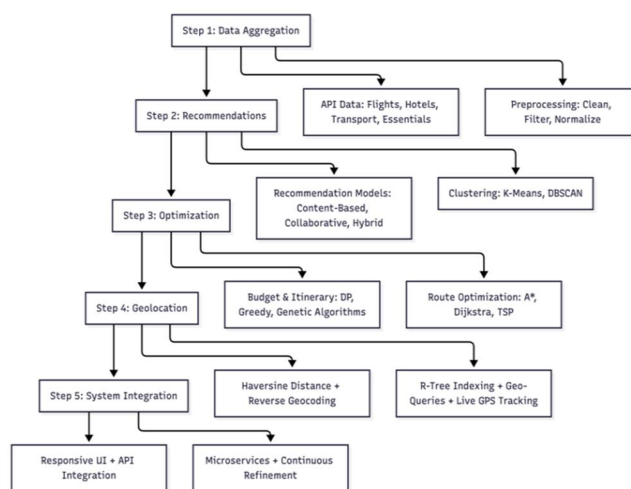 Step 1: Data Aggregation
API Data: Flights, Hotels,
Transport, Essentials
Preprocessing: Clean,
Filter, Normalize
Step 2: Recommendations
Recommendation Models:
Content-Based,
Collaborative, Hybrid
Clustering: K-Means, DBSCAN
Step 3: Optimization
Budget & Itinerary: DP,
Greedy, Genetic Algorithms
Route Optimization: A*,
Dijkstra, TSP
Step 4: Geolocation
Haversine Distance +
Reverse Geocoding
R-Tree Indexing + Geo-
Queries + Live GPS Tracking
Step 5: System Integration
Responsive UI + API
Integration
Microservices + Continuous
Refinement